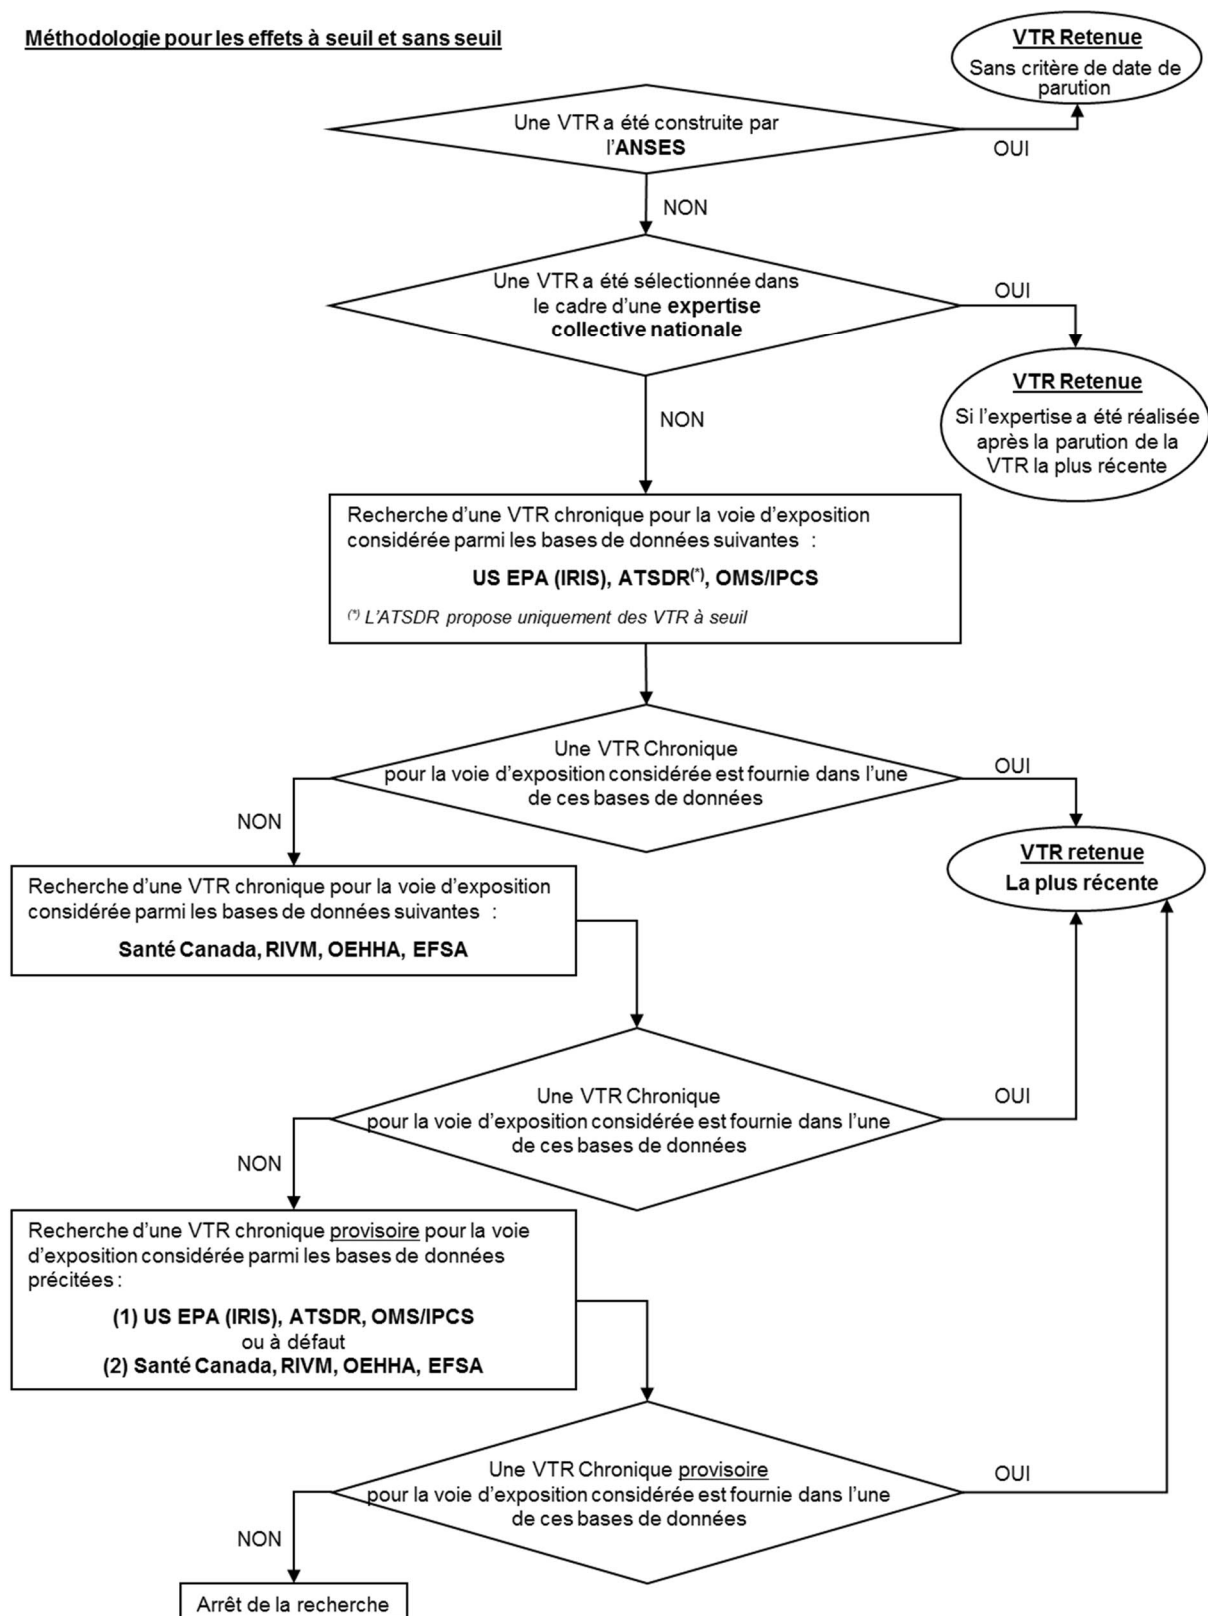 Méthodologie pour les effets à seuil et sans seuil
VTR Retenue
Sans critère de date de
parution
Une VTR a été construite par
l'ANSES
OUI
NON
Une VTR a été sélectionnée dans
le cadre d'une expertise
collective nationale
OUI
VTR Retenue
Si l'expertise a été réalisée
après la parution de la
VTR la plus récente
NON
Recherche d'une VTR chronique pour la voie d'exposition
considérée parmi les bases de données suivantes :
US EPA (IRIS), ATSDR(*), OMS/IPCS
(*) L'ATSDR propose uniquement des VTR à seuil
Une VTR Chronique
pour la voie d'exposition considérée est fournie dans l'une
de ces bases de données
OUI
NON
VTR retenue
La plus récente
Recherche d'une VTR chronique pour la voie d'exposition
considérée parmi les bases de données suivantes :
Santé Canada, RIVM, OEHHA, EFSA
Une VTR Chronique
pour la voie d'exposition considérée est fournie dans l'une
de ces bases de données
OUI
NON
Recherche d'une VTR chronique provisoire pour la voie
d'exposition considérée parmi les bases de données
précitées :
(1) US EPA (IRIS), ATSDR, OMS/IPCS
ou à défaut
(2) Santé Canada, RIVM, OEHHA, EFSA
Une VTR Chronique provisoire
pour la voie d'exposition considérée est fournie dans l'une
de ces bases de données
OUI
NON
Arrêt de la recherche